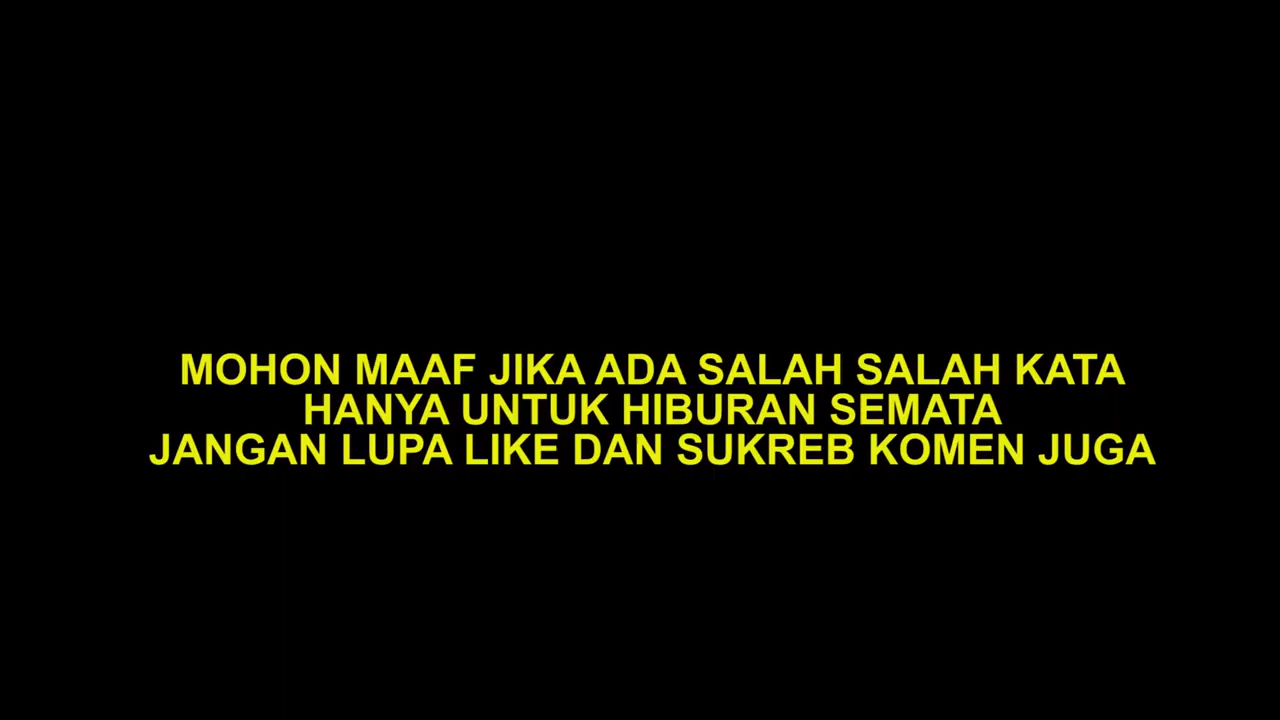 MOHON MAAF JIKA ADA SALAH SALAH KATA
HANYA UNTUK HIBURAN SEMATA
JANGAN LUPA LIKE DAN SUKREB KOMEN JUGA